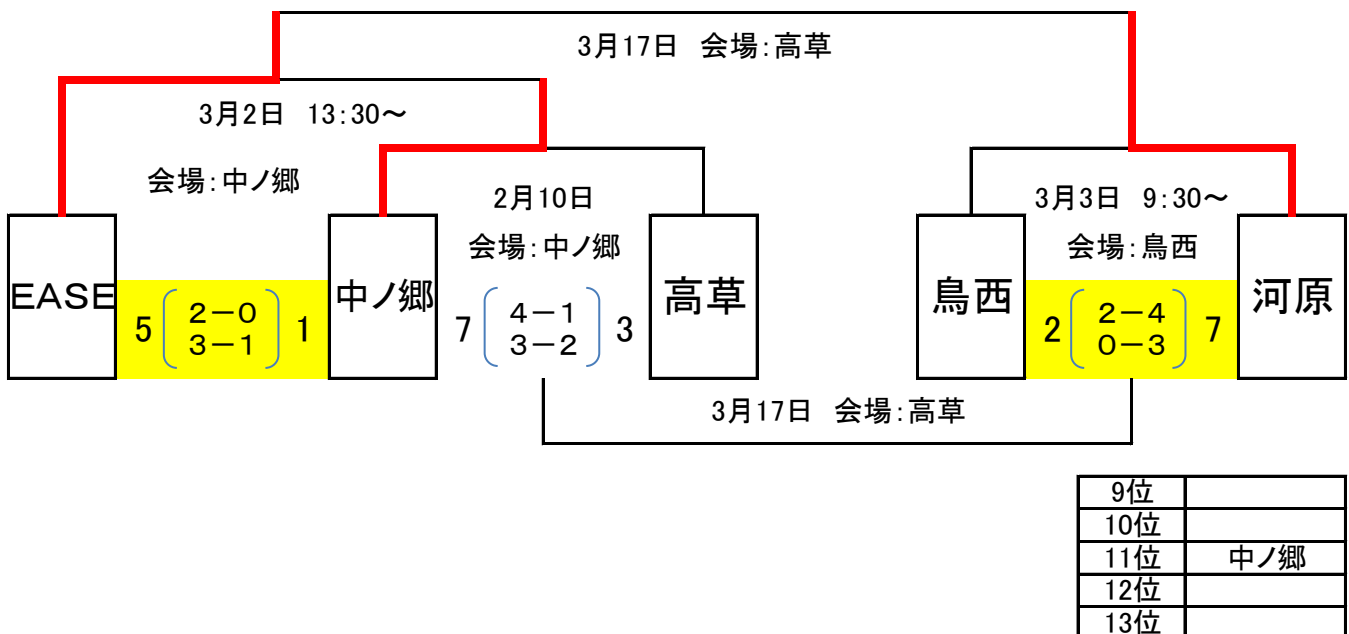 3月17日 会場:高草
3月2日 13:30～
会場:中ノ郷
2月10日
会場:中ノ郷
3月3日 9:30～
会場:鳥西
EASE
5
2－0
3－1
1
中ノ郷
7
4－1
3－2
3
高草
鳥西
2
2－4
0－3
7
河原
3月17日 会場:高草
9位
10位
11位 中ノ郷
12位
13位